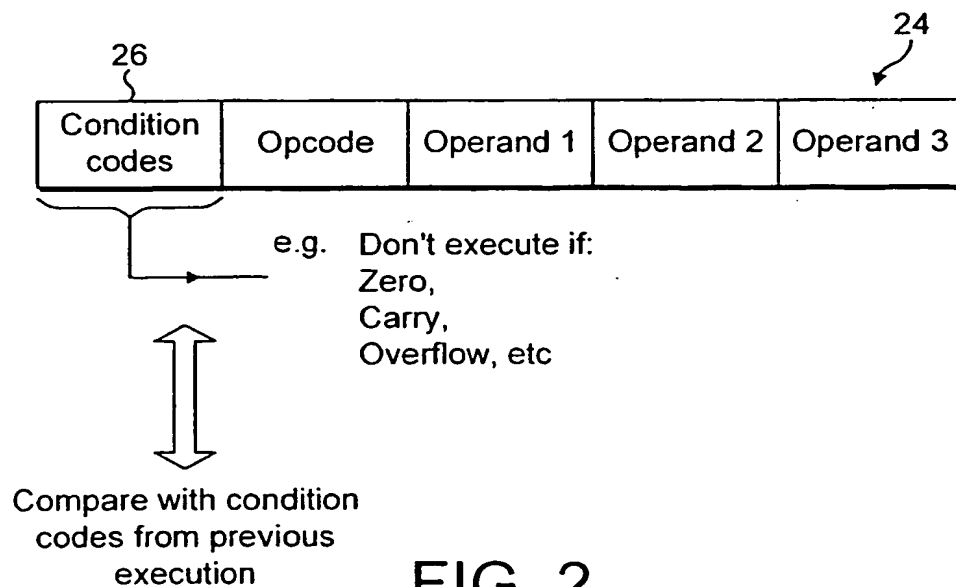 26
24
Condition
codes
Opcode
Operand 1
Operand 2
Operand 3
e.g. Don't execute if:
Zero,
Carry,
Overflow, etc
Compare with condition
codes from previous
execution
FIG. 2